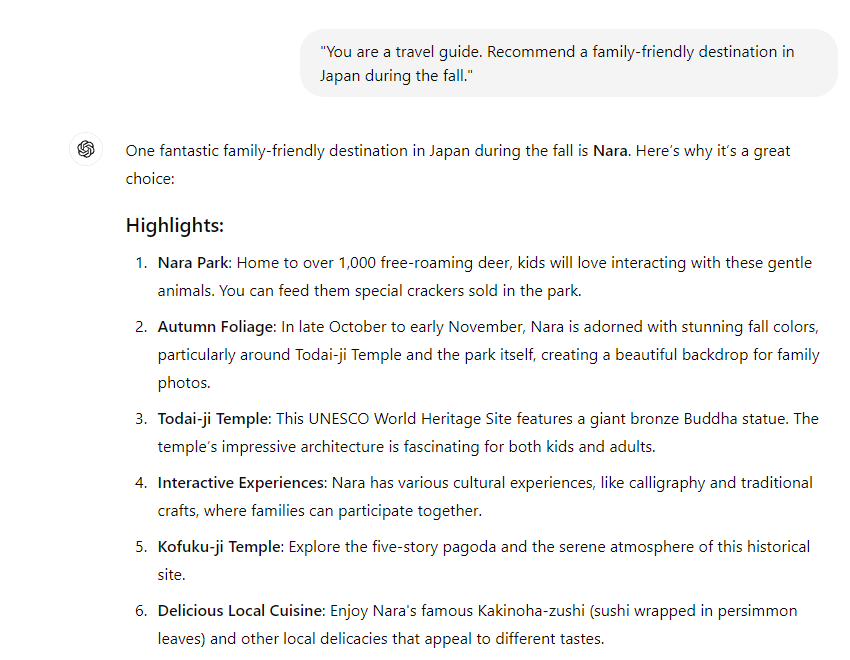 "You are a travel guide. Recommend a family-friendly destination in
Japan during the fall."
One fantastic family-friendly destination in Japan during the fall is Nara. Here's why it's a great
choice:
Highlights:
1. Nara Park: Home to over 1,000 free-roaming deer, kids will love interacting with these gentle
animals. You can feed them special crackers sold in the park.
2. Autumn Foliage: In late October to early November, Nara is adorned with stunning fall colors,
particularly around Todai-ji Temple and the park itself, creating a beautiful backdrop for family
photos.
3. Todai-ji Temple: This UNESCO World Heritage Site features a giant bronze Buddha statue. The
temple's impressive architecture is fascinating for both kids and adults.
4. Interactive Experiences: Nara has various cultural experiences, like calligraphy and traditional
crafts, where families can participate together.
5. Kofuku-ji Temple: Explore the five-story pagoda and the serene atmosphere of this historical
site.
6. Delicious Local Cuisine: Enjoy Nara's famous Kakinoha-zushi (sushi wrapped in persimmon
leaves) and other local delicacies that appeal to different tastes.